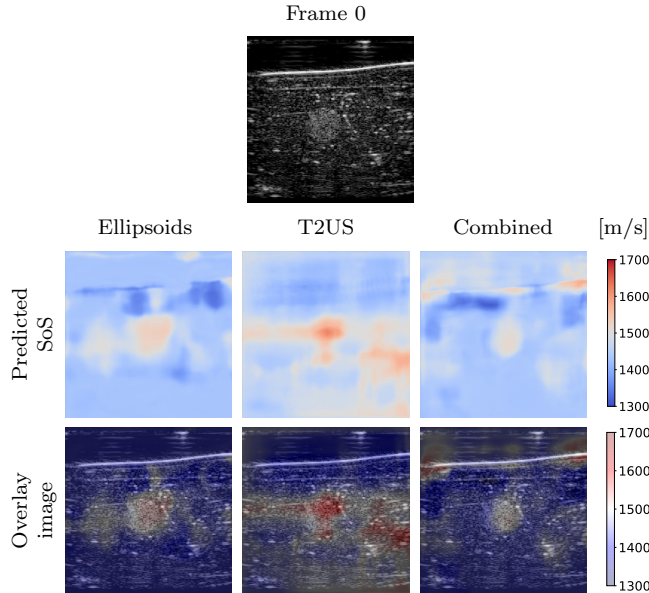 Frame 0
Ellipsoids
T2US
Combined
[m/s]
Predicted
SoS
1700
1600
1500
1400
1300
Overlay
image
1700
1600
1500
1400
1300